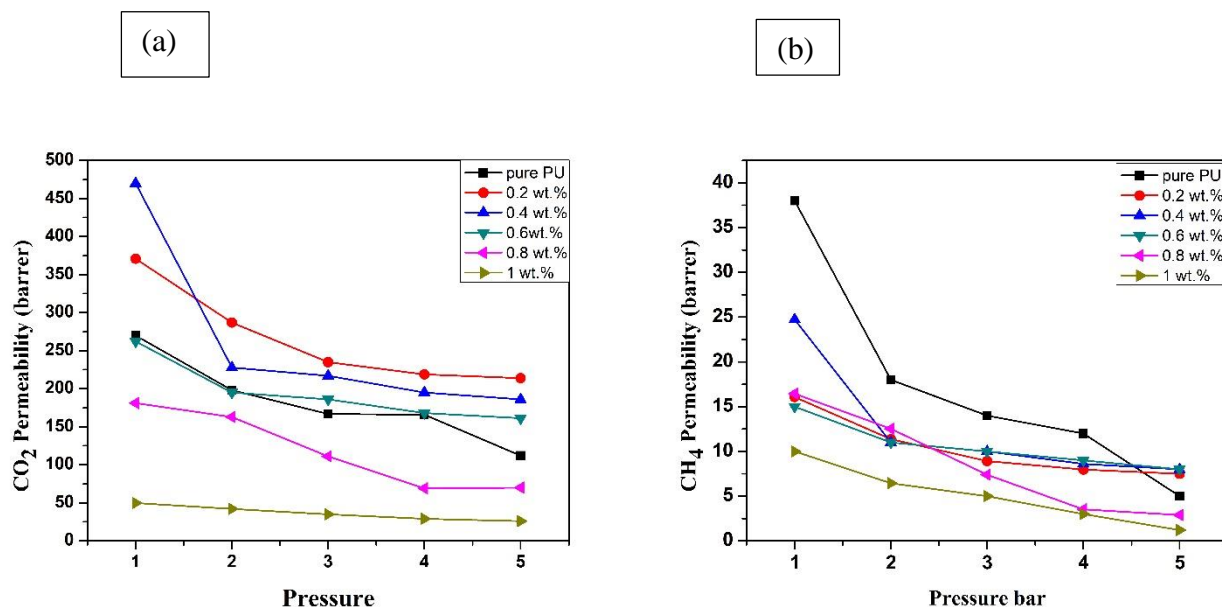 (a)
500
450
400
350
300
250
200
150
100
50
0
CO2 Permeability (barrer)
pure PU
0.2 wt.%
0.4 wt.%
0.6wt.%
0.8 wt.%
1 wt.%
1 2 3 4 5
Pressure
(b)
40
35
30
25
20
15
10
5
0
CH4 Permeability (barrer)
pure PU
0.2 wt.%
0.4 wt.%
0.6 wt.%
0.8 wt.%
1 wt.%
1 2 3 4 5
Pressure bar